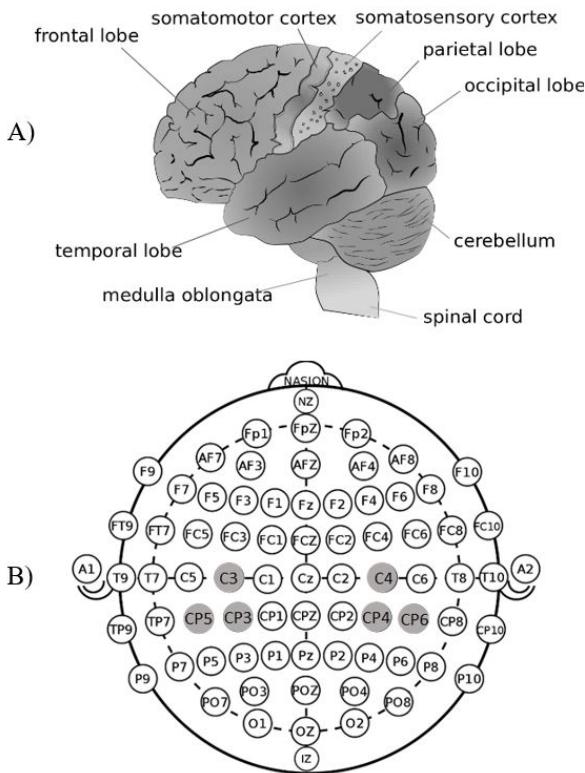 somatomotor cortex somatosensory cortex
frontal lobe parietal lobe
occipital lobe
A)
temporal lobe cerebellum
medulla oblongata
spinal cord
NASION
NZ
Fp1 FpZ Fp2
AF7 AF3 AFZ AF4 AF8
F9 F10
F7 F5 F3 F1 Fz F2 F4 F6 F8
FT9 FT7 FC5 FC3 FC1 FCZ FC2 FC4 FC6 FC8 FC10
B) A1 T9 T7 C5 C3 C1 Cz C2 C4 C6 T8 T10 A2
TP9 TP7 CP5 CP3 CP1 CPZ CP2 CP4 CP6 CP8 CP10
P9 P7 P5 P3 P1 Pz P2 P4 P6 P8 P10
PO7 PO3 POZ PO4 PO8
O1 OZ O2
IZ